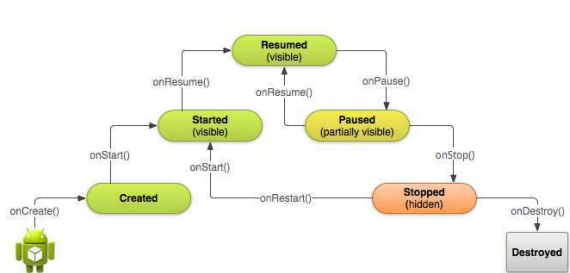 Resumed
(visible)
onResume()
onResume()
onPause()
Started
(visible)
Paused
(partially visible)
onStart()
onStart()
onStop()
Created
onRestart()
Stopped
(hidden)
onCreate()
onDestroy()
Destroyed